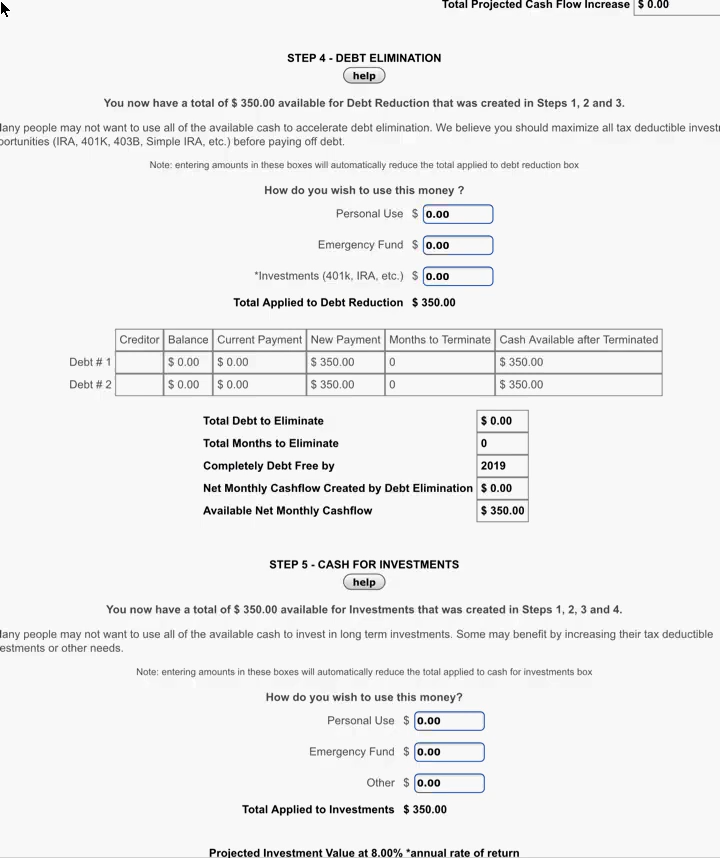 Total Projected Cash Flow Increase $ 0.00
STEP 4 - DEBT ELIMINATION
help
You now have a total of $ 350.00 available for Debt Reduction that was created in Steps 1, 2 and 3.
any people may not want to use all of the available cash to accelerate debt elimination. We believe you should maximize all tax deductible invest
portunities (IRA, 401K, 403B, Simple IRA, etc.) before paying off debt.
Note: entering amounts in these boxes will automatically reduce the total applied to debt reduction box
How do you wish to use this money ?
Personal Use $ 0.00
Emergency Fund $ 0.00
*Investments (401k, IRA, etc.) $ 0.00
Total Applied to Debt Reduction $ 350.00
Creditor Balance Current Payment New Payment Months to Terminate Cash Available after Terminated
Debt # 1 $ 0.00 $ 0.00 $ 350.00 0 $ 350.00
Debt # 2 $ 0.00 $ 0.00 $ 350.00 0 $ 350.00
Total Debt to Eliminate $ 0.00
Total Months to Eliminate 0
Completely Debt Free by 2019
Net Monthly Cashflow Created by Debt Elimination $ 0.00
Available Net Monthly Cashflow $ 350.00
STEP 5 - CASH FOR INVESTMENTS
help
You now have a total of $ 350.00 available for Investments that was created in Steps 1, 2, 3 and 4.
any people may not want to use all of the available cash to invest in long term investments. Some may benefit by increasing their tax deductible
estments or other needs.
Note: entering amounts in these boxes will automatically reduce the total applied to cash for investments box
How do you wish to use this money?
Personal Use $ 0.00
Emergency Fund $ 0.00
Other $ 0.00
Total Applied to Investments $ 350.00
Projected Investment Value at 8.00% *annual rate of return